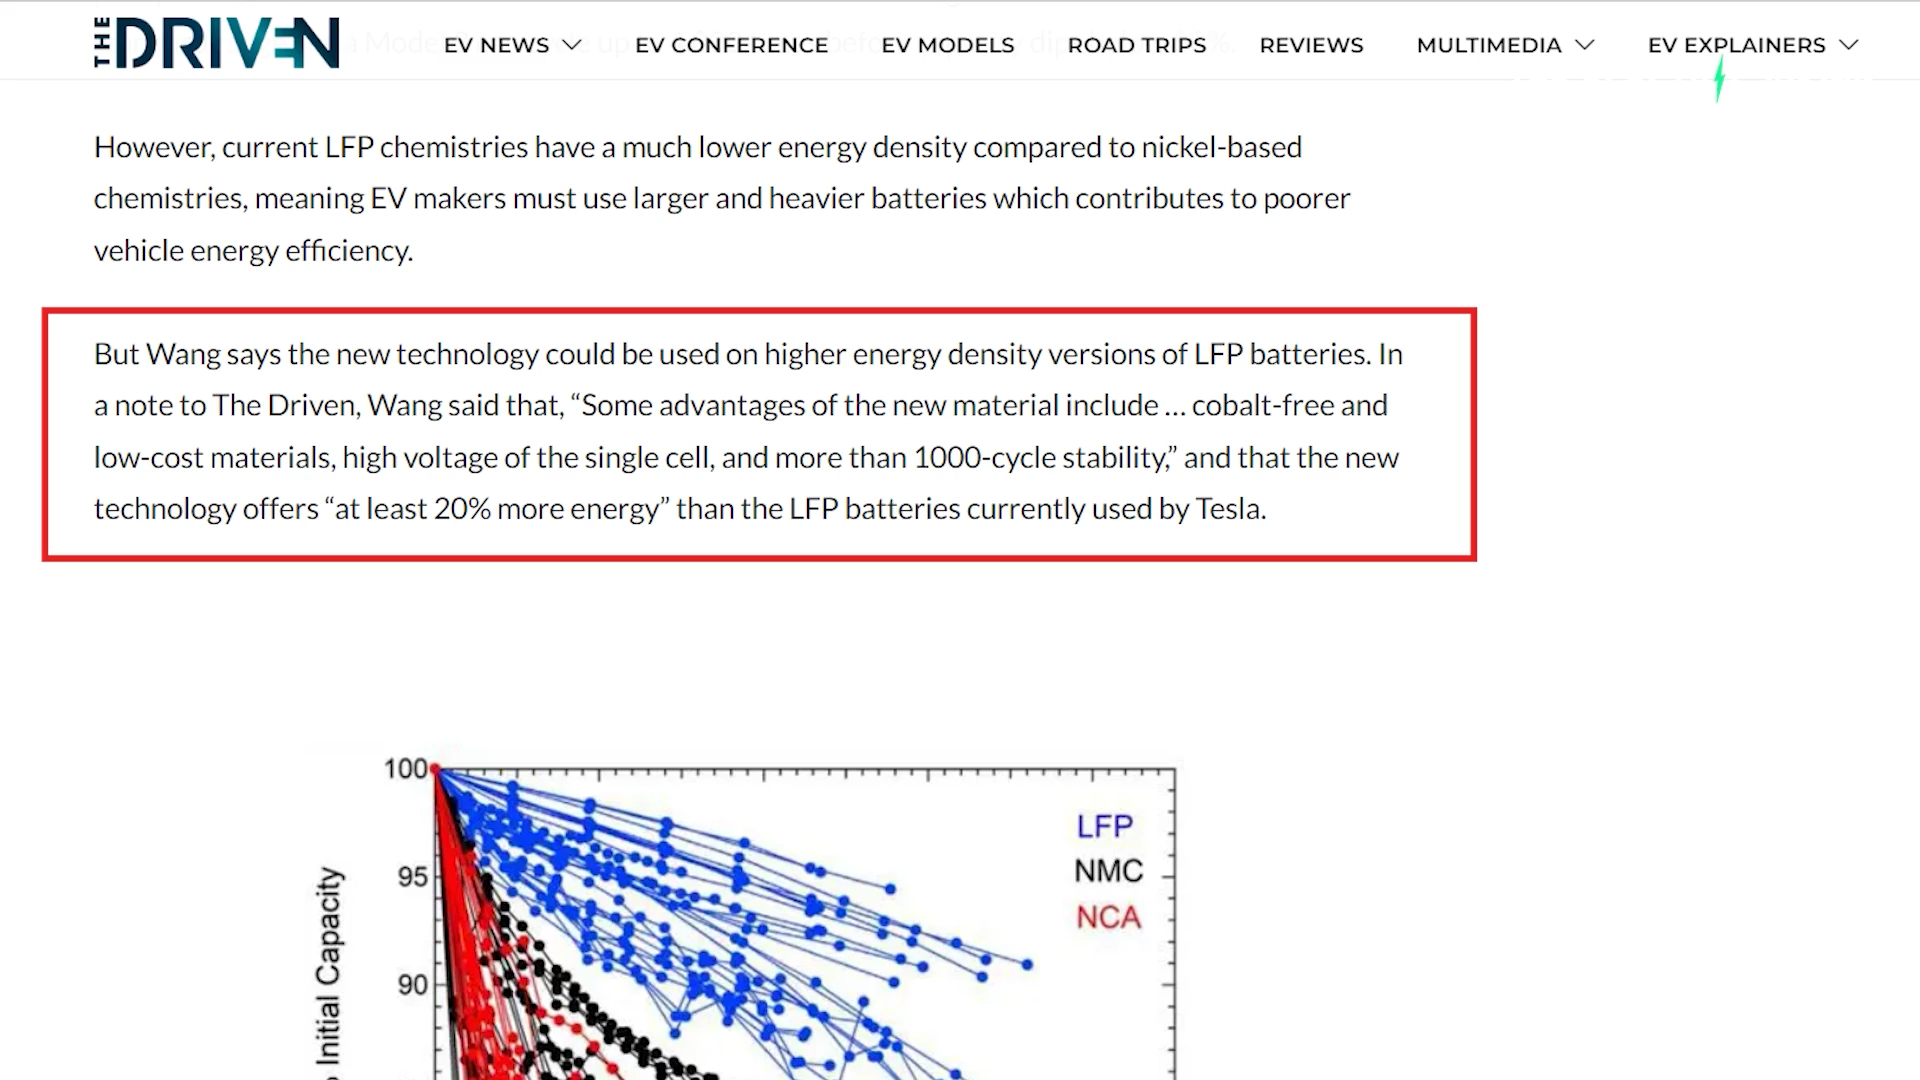 THE DRIVEN
EV NEWS
EV CONFERENCE
EV MODELS
ROAD TRIPS
REVIEWS
MULTIMEDIA
EV EXPLAINERS
However, current LFP chemistries have a much lower energy density compared to nickel-based
chemistries, meaning EV makers must use larger and heavier batteries which contributes to poorer
vehicle energy efficiency.
But Wang says the new technology could be used on higher energy density versions of LFP batteries. In
a note to The Driven, Wang said that, “Some advantages of the new material include … cobalt-free and
low-cost materials, high voltage of the single cell, and more than 1000-cycle stability,” and that the new
technology offers “at least 20% more energy” than the LFP batteries currently used by Tesla.
100
95
90
Initial Capacity
LFP
NMC
NCA